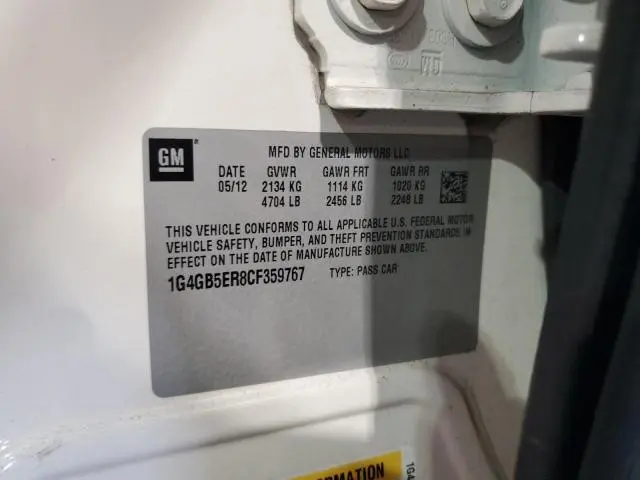 GM
MFD BY GENERAL MOTORS LLC
DATE GVWR GAWR FRT GAWR RR
05/12 2134 KG 1114 KG 1020 KG
4704 LB 2456 LB 2248 LB
THIS VEHICLE CONFORMS TO ALL APPLICABLE U.S. FEDERAL MOTOR
VEHICLE SAFETY, BUMPER, AND THEFT PREVENTION STANDARDS IN
EFFECT ON THE DATE OF MANUFACTURE SHOWN ABOVE.
1G4GB5ER8CF359767 TYPE: PASS CAR